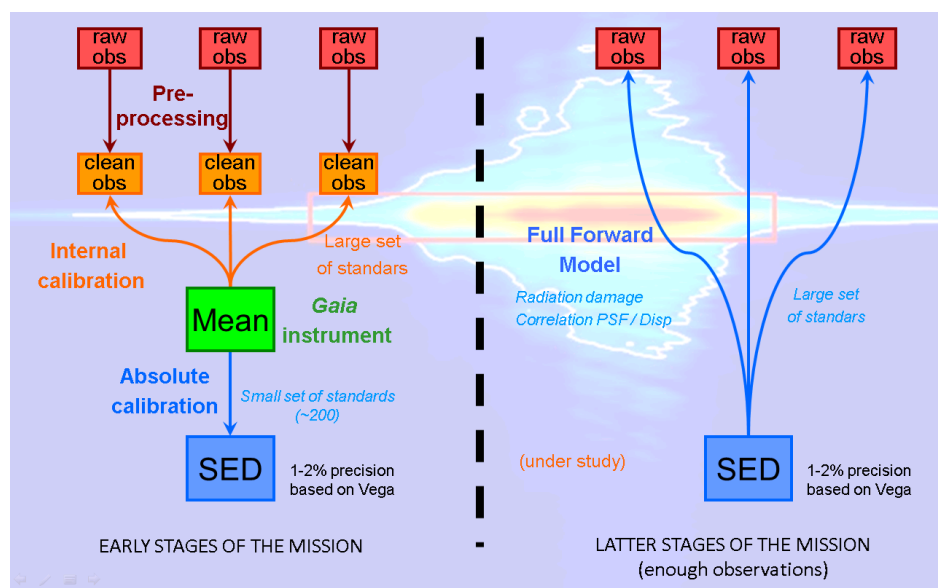 raw
obs
raw
obs
raw
obs
Pre-
processing
clean
obs
clean
obs
clean
obs
Internal
calibration
Large set
of standars
Mean
Gaia
instrument
Absolute
calibration
Small set of standards
(~200)
SED
1-2% precision
based on Vega
EARLY STAGES OF THE MISSION
raw
obs
raw
obs
raw
obs
Full Forward
Model
Radiation damage
Correlation PSF / Disp
Large set
of standars
(under study)
SED
1-2% precision
based on Vega
LATTER STAGES OF THE MISSION
(enough observations)